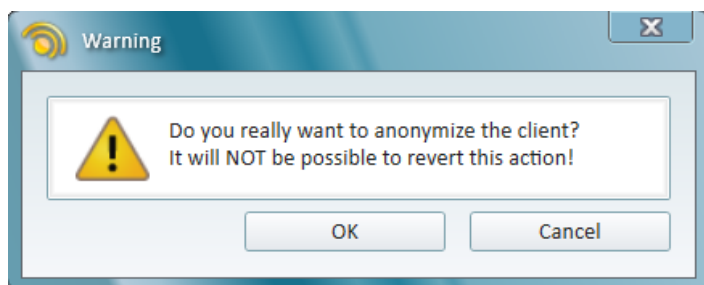 Warning
Do you really want to anonymize the client?
It will NOT be possible to revert this action!
OK
Cancel